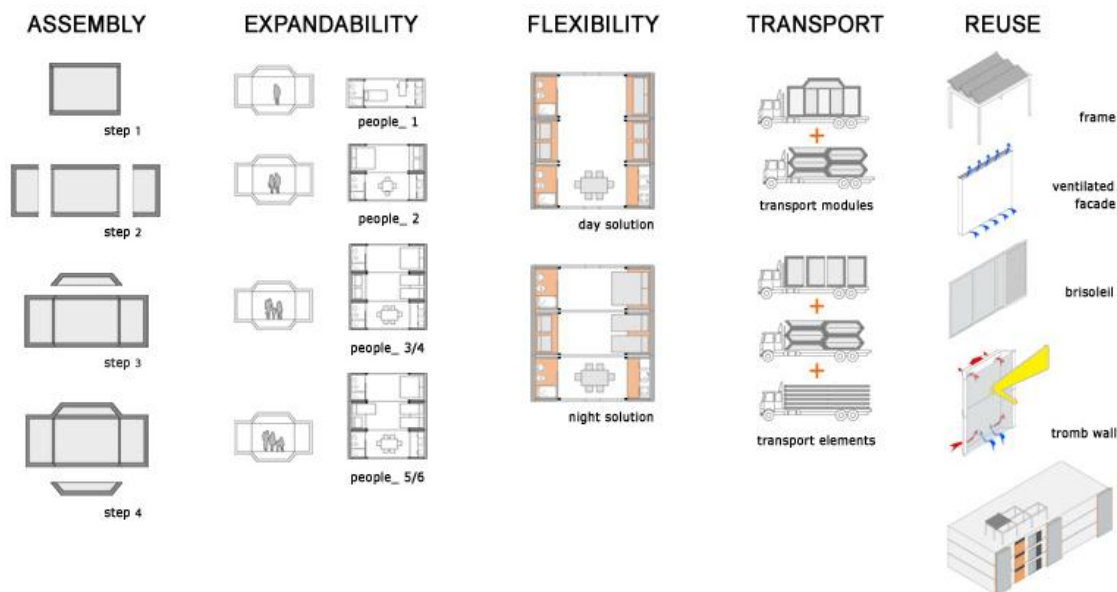 ASSEMBLY
step 1
step 2
step 3
step 4
EXPANDABILITY
people_ 1
people_ 2
people_ 3/4
people_ 5/6
FLEXIBILITY
day solution
night solution
TRANSPORT
transport modules
transport elements
REUSE
frame
ventilated
facade
brisoleil
tromb wall